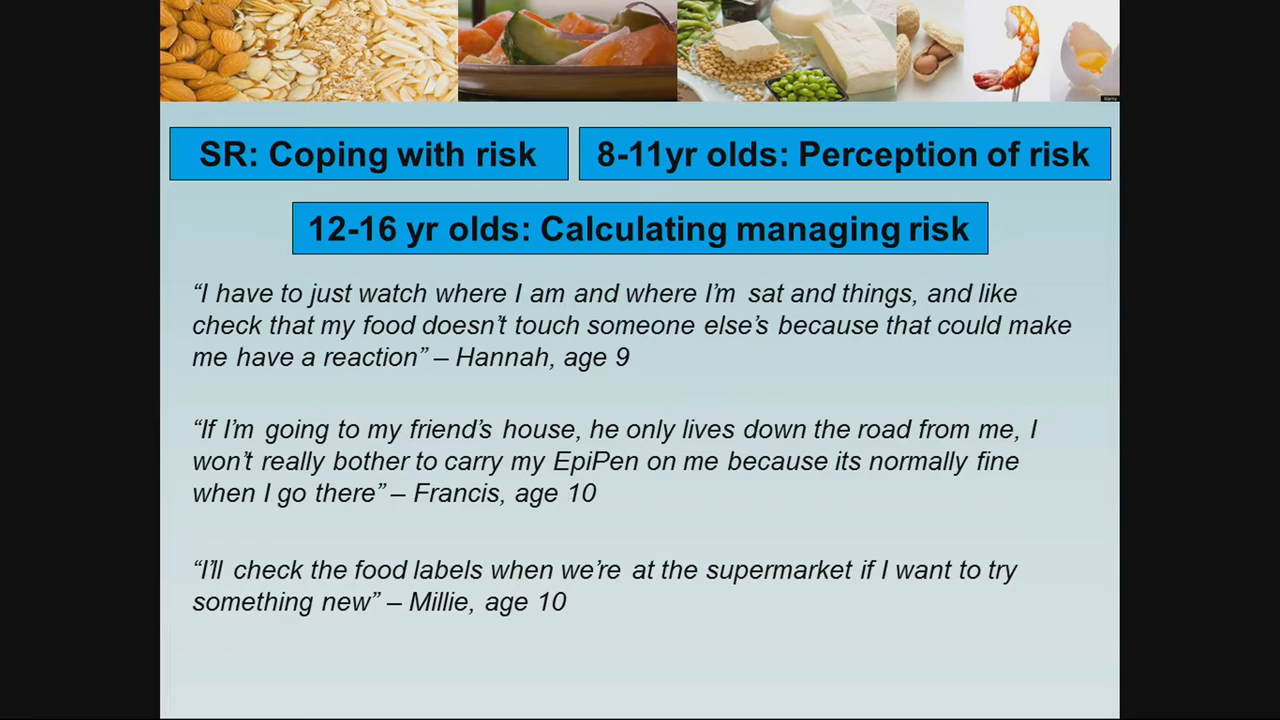 SR: Coping with risk
8-11yr olds: Perception of risk
12-16 yr olds: Calculating managing risk
“I have to just watch where I am and where I’m sat and things, and like
check that my food doesn’t touch someone else’s because that could make
me have a reaction” – Hannah, age 9
“If I’m going to my friend’s house, he only lives down the road from me, I
won’t really bother to carry my EpiPen on me because its normally fine
when I go there” – Francis, age 10
“I’ll check the food labels when we’re at the supermarket if I want to try
something new” – Millie, age 10